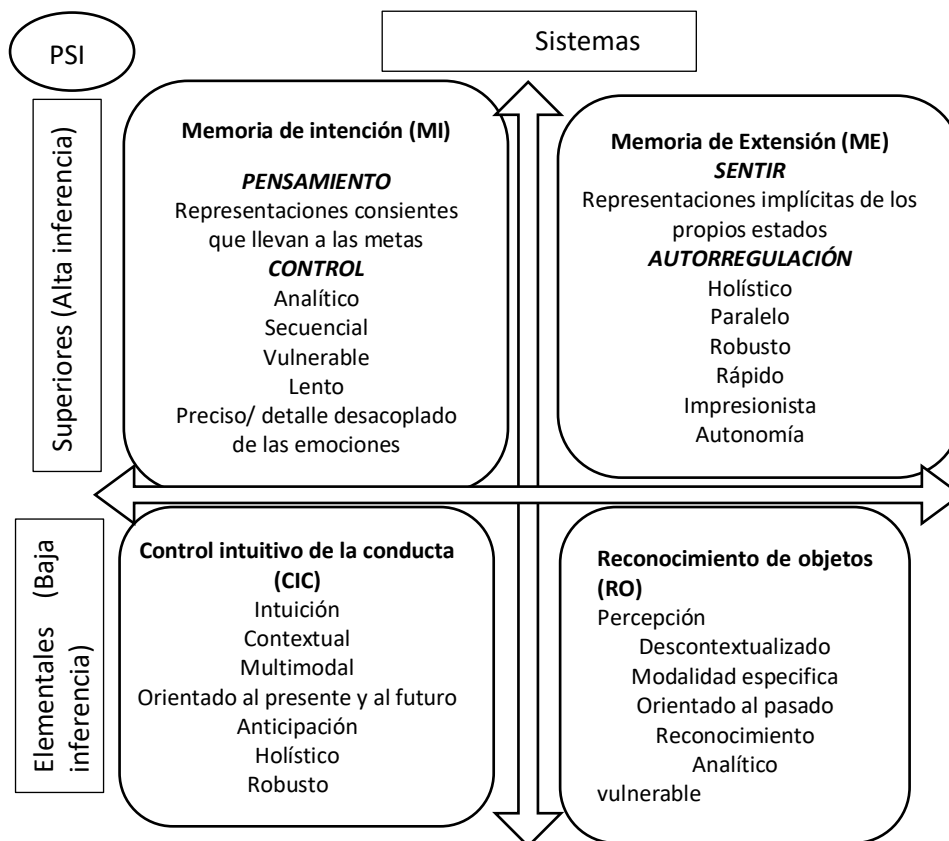 PSI
Sistemas
Superiores (Alta inferencia)
Memoria de intención (MI)
PENSAMIENTO
Representaciones consientes
que llevan a las metas
CONTROL
Analítico
Secuencial
Vulnerable
Lento
Preciso/ detalle desacoplado
de las emociones
Memoria de Extensión (ME)
SENTIR
Representaciones implícitas de los
propios estados
AUTORREGULACIÓN
Holístico
Paralelo
Robusto
Rápido
Impresionista
Autonomía
Elementales (Baja
inferencia)
Control intuitivo de la conducta
(CIC)
Intuición
Contextual
Multimodal
Orientado al presente y al futuro
Anticipación
Holístico
Robusto
Reconocimiento de objetos
(RO)
Percepción
Descontextualizado
Modalidad especifica
Orientado al pasado
Reconocimiento
Analítico
vulnerable